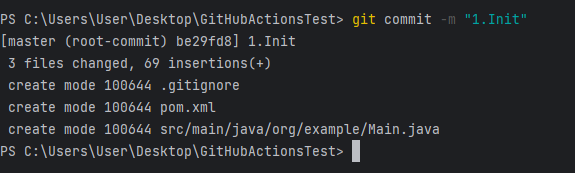 PS C:\Users\User\Desktop\GitHubActionsTest> git commit -m "1.Init"
[master (root-commit) be29fd8] 1.Init
 3 files changed, 69 insertions(+)
 create mode 100644 .gitignore
 create mode 100644 pom.xml
 create mode 100644 src/main/java/org/example/Main.java
PS C:\Users\User\Desktop\GitHubActionsTest>